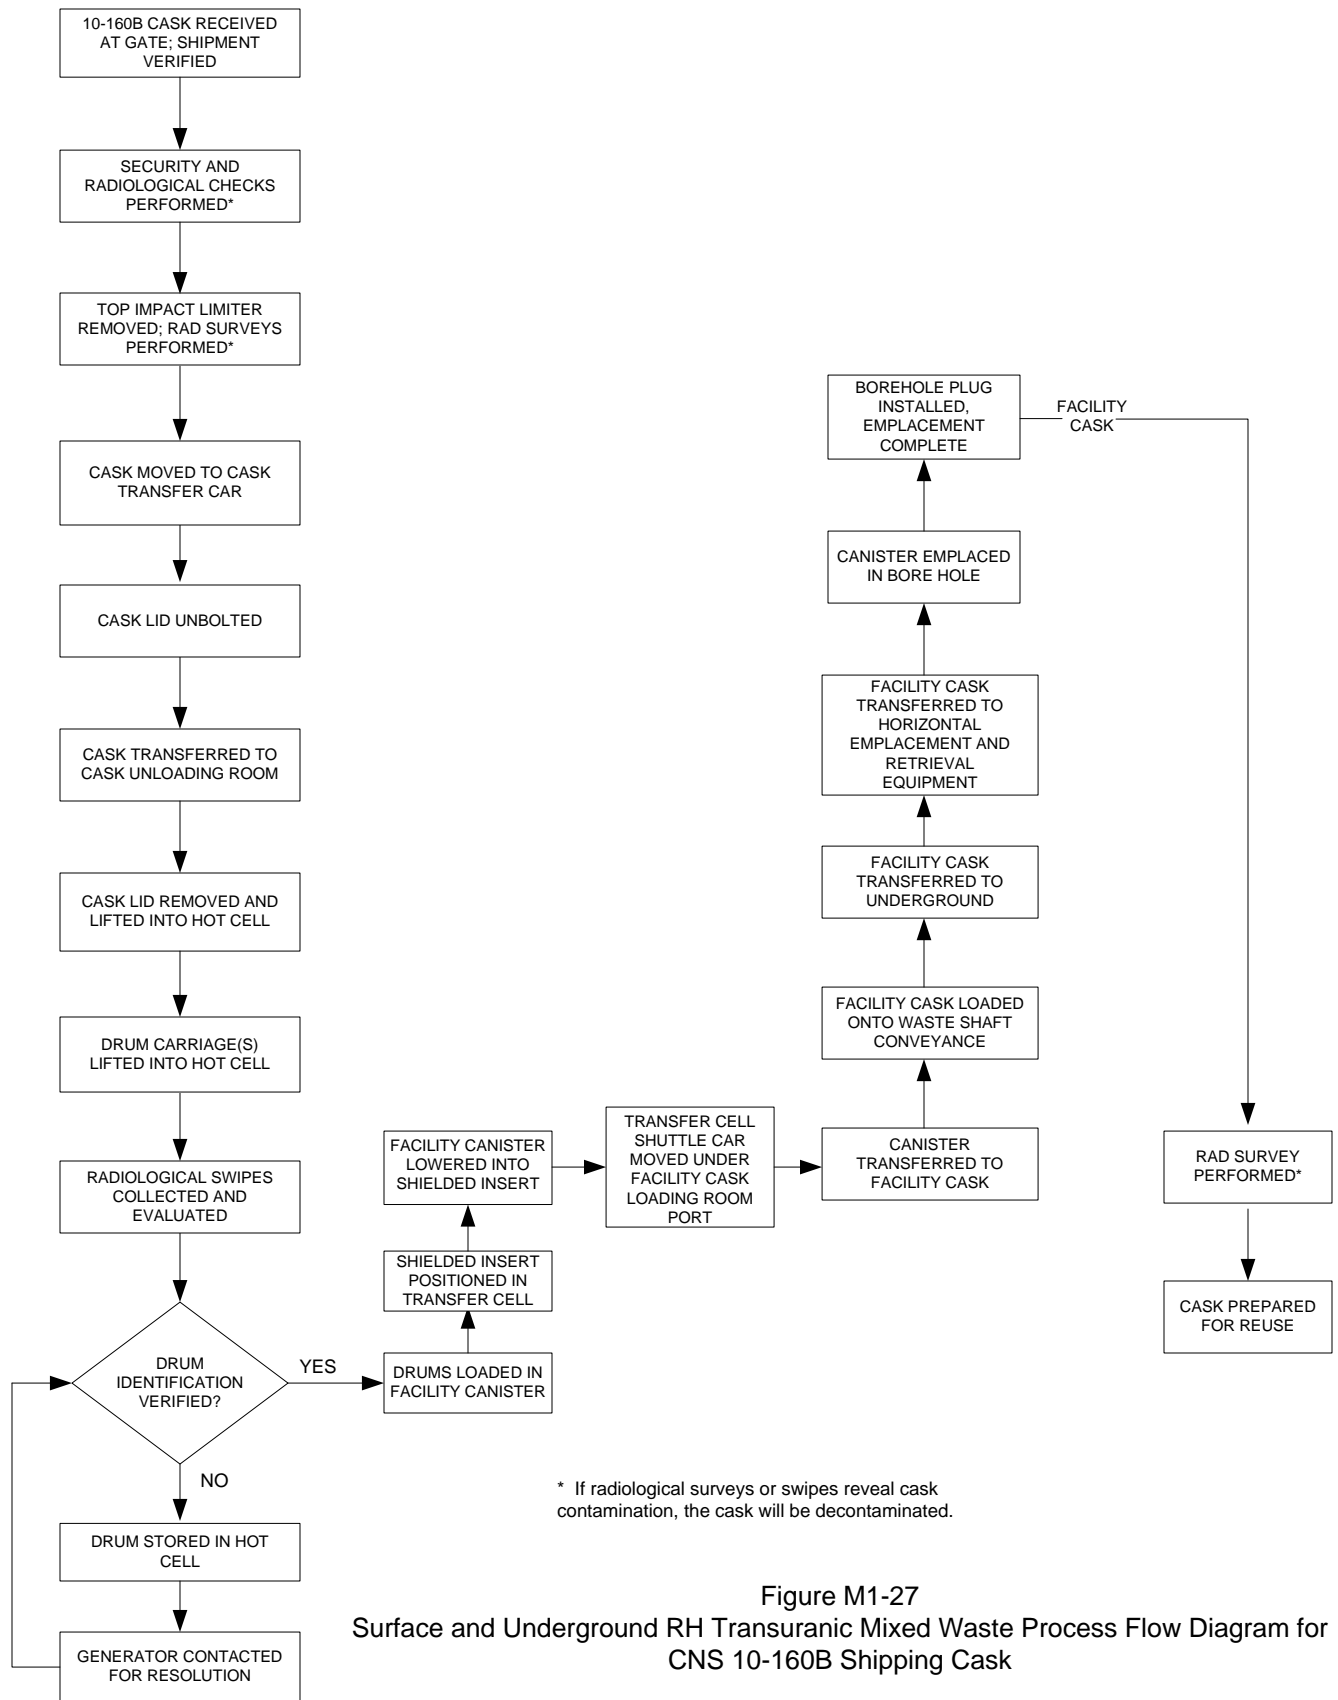 10-160B CASK RECEIVED
AT GATE; SHIPMENT
VERIFIED
SECURITY AND
RADIOLOGICAL CHECKS
PERFORMED*
TOP IMPACT LIMITER
REMOVED; RAD SURVEYS
PERFORMED*
CASK MOVED TO CASK
TRANSFER CAR
CASK LID UNBOLTED
CASK TRANSFERRED TO
CASK UNLOADING ROOM
CASK LID REMOVED AND
LIFTED INTO HOT CELL
DRUM CARRIAGE(S)
LIFTED INTO HOT CELL
RADIOLOGICAL SWIPES
COLLECTED AND
EVALUATED
DRUM
IDENTIFICATION
VERIFIED?
NO
DRUM STORED IN HOT
CELL
GENERATOR CONTACTED
FOR RESOLUTION
YES
DRUMS LOADED IN
FACILITY CANISTER
SHIELDED INSERT
POSITIONED IN
TRANSFER CELL
FACILITY CANISTER
LOWERED INTO
SHIELDED INSERT
TRANSFER CELL
SHUTTLE CAR
MOVED UNDER
FACILITY CASK
LOADING ROOM
PORT
CANISTER
TRANSFERRED TO
FACILITY CASK
FACILITY CASK LOADED
ONTO WASTE SHAFT
CONVEYANCE
FACILITY CASK
TRANSFERRED TO
UNDERGROUND
FACILITY CASK
TRANSFERRED TO
HORIZONTAL
EMPLACEMENT AND
RETRIEVAL
EQUIPMENT
CANISTER EMPLACED
IN BORE HOLE
BOREHOLE PLUG
INSTALLED,
EMPLACEMENT
COMPLETE
FACILITY
CASK
RAD SURVEY
PERFORMED*
CASK PREPARED
FOR REUSE
* If radiological surveys or swipes reveal cask
contamination, the cask will be decontaminated.
Figure M1-27
Surface and Underground RH Transuranic Mixed Waste Process Flow Diagram for
CNS 10-160B Shipping Cask